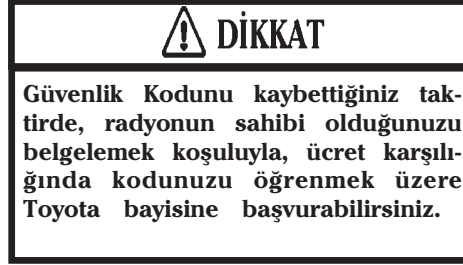 DİKKAT
Güvenlik Kodunu kaybettiğiniz tak-
tirde, radyonun sahibi olduğunuzu
belgelemek koşuluyla, ücret karşılı-
ğında kodunuzu öğrenmek üzere
Toyota bayisine başvurabilirsiniz.